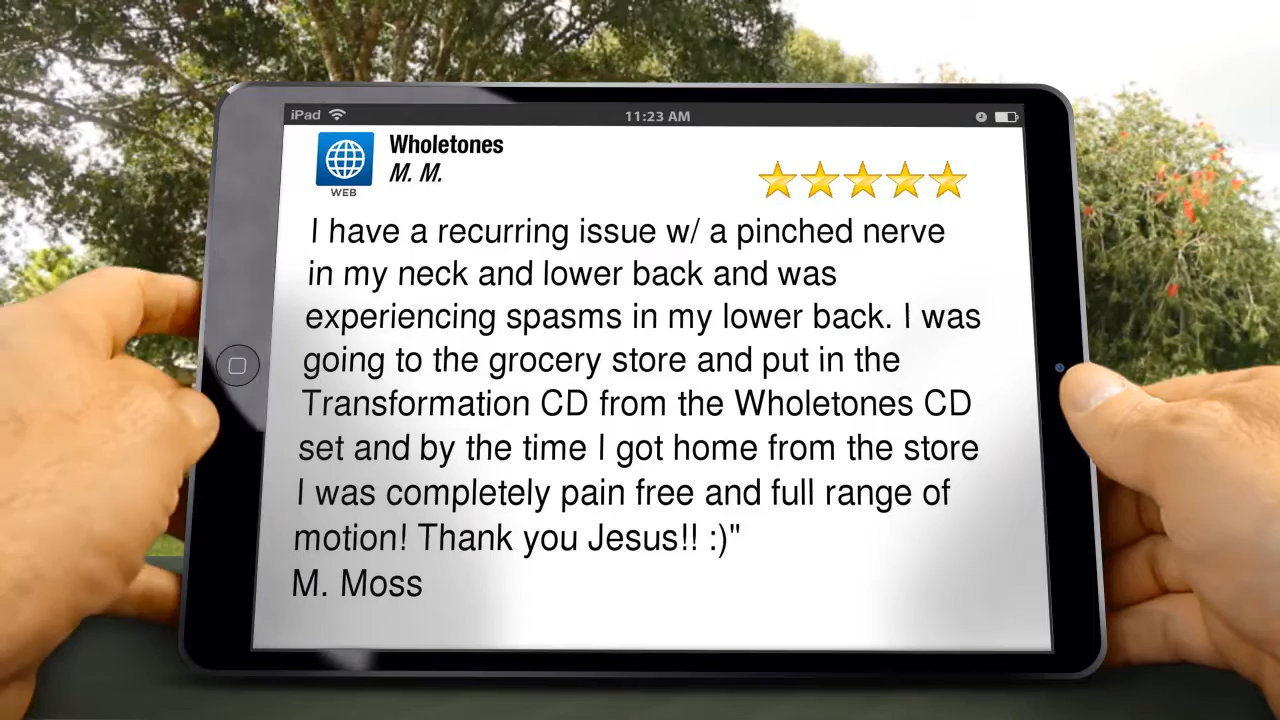 iPad 11:23 AM
Wholetones
M. M.
WEB
I have a recurring issue w/ a pinched nerve
in my neck and lower back and was
experiencing spasms in my lower back. I was
going to the grocery store and put in the
Transformation CD from the Wholetones CD
set and by the time I got home from the store
I was completely pain free and full range of
motion! Thank you Jesus!! :)"
M. Moss